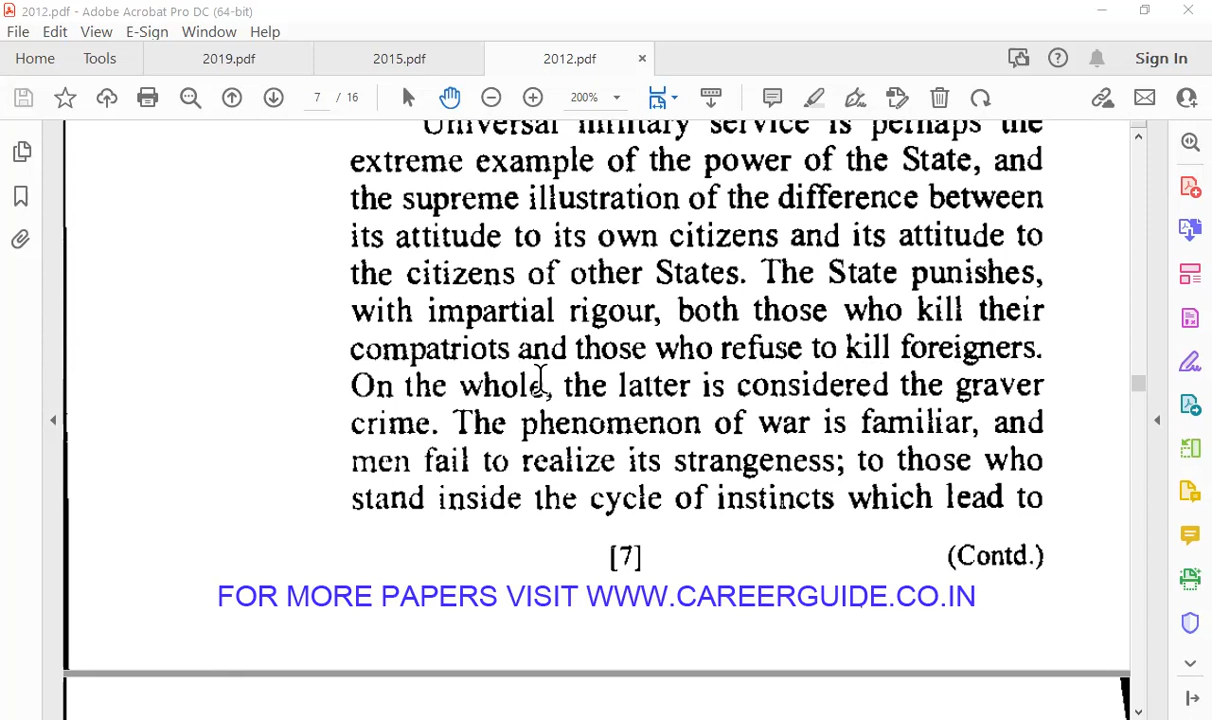 2012.pdf - Adobe Acrobat Pro DC (64-bit)
File Edit View E-Sign Window Help
Home Tools 2019.pdf 2015.pdf 2012.pdf × Sign In
7 / 16 200%
Universal military service is perhaps the
extreme example of the power of the State, and
the supreme illustration of the difference between
its attitude to its own citizens and its attitude to
the citizens of other States. The State punishes,
with impartial rigour, both those who kill their
compatriots and those who refuse to kill foreigners.
On the whole, the latter is considered the graver
crime. The phenomenon of war is familiar, and
men fail to realize its strangeness; to those who
stand inside the cycle of instincts which lead to
[7] (Contd.)
FOR MORE PAPERS VISIT WWW.CAREERGUIDE.CO.IN